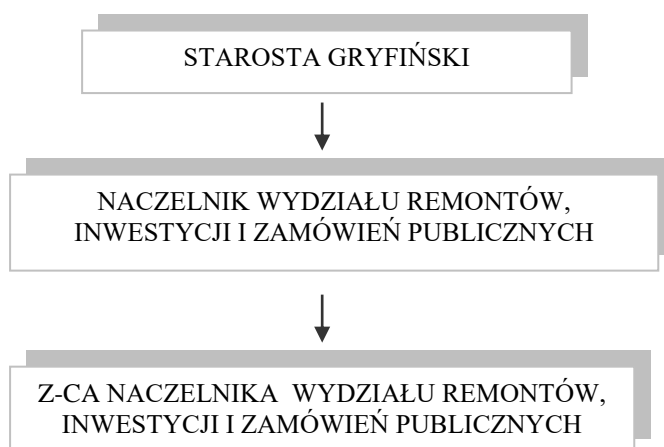 STAROSTA GRYFIŃSKI
NACZELNIK WYDZIAŁU REMONTÓW,
INWESTYCJI I ZAMÓWIEŃ PUBLICZNYCH
Z-CA NACZELNIKA WYDZIAŁU REMONTÓW,
INWESTYCJI I ZAMÓWIEŃ PUBLICZNYCH